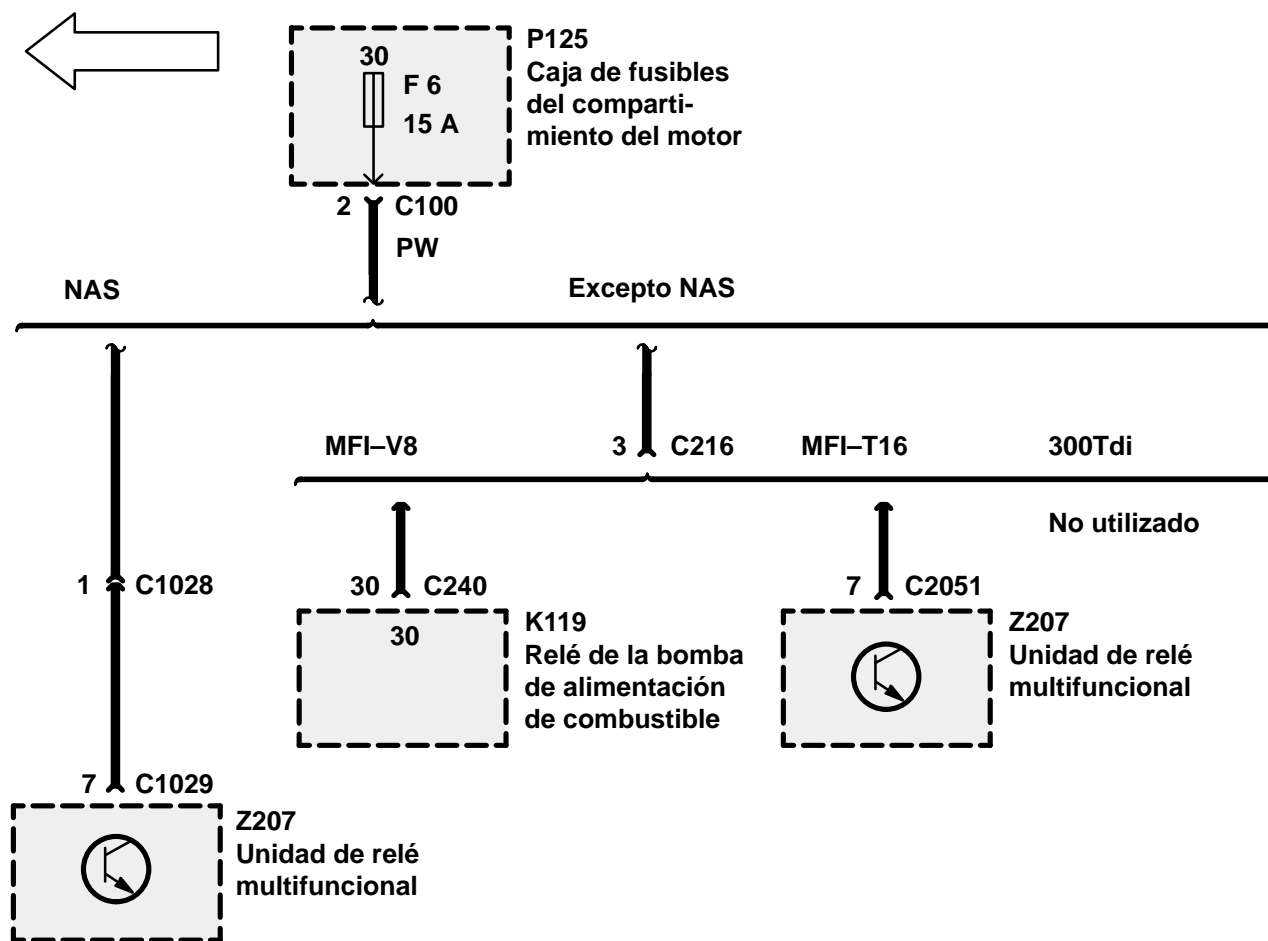 30
F 6
15 A
P125
Caja de fusibles
del comparti-
miento del motor
2 C100
PW
NAS
Excepto NAS
MFI–V8
3 C216
MFI–T16
300Tdi
No utilizado
1 C1028
30 C240
7 C2051
30
K119
Relé de la bomba
de alimentación
de combustible
Z207
Unidad de relé
multifuncional
7 C1029
Z207
Unidad de relé
multifuncional